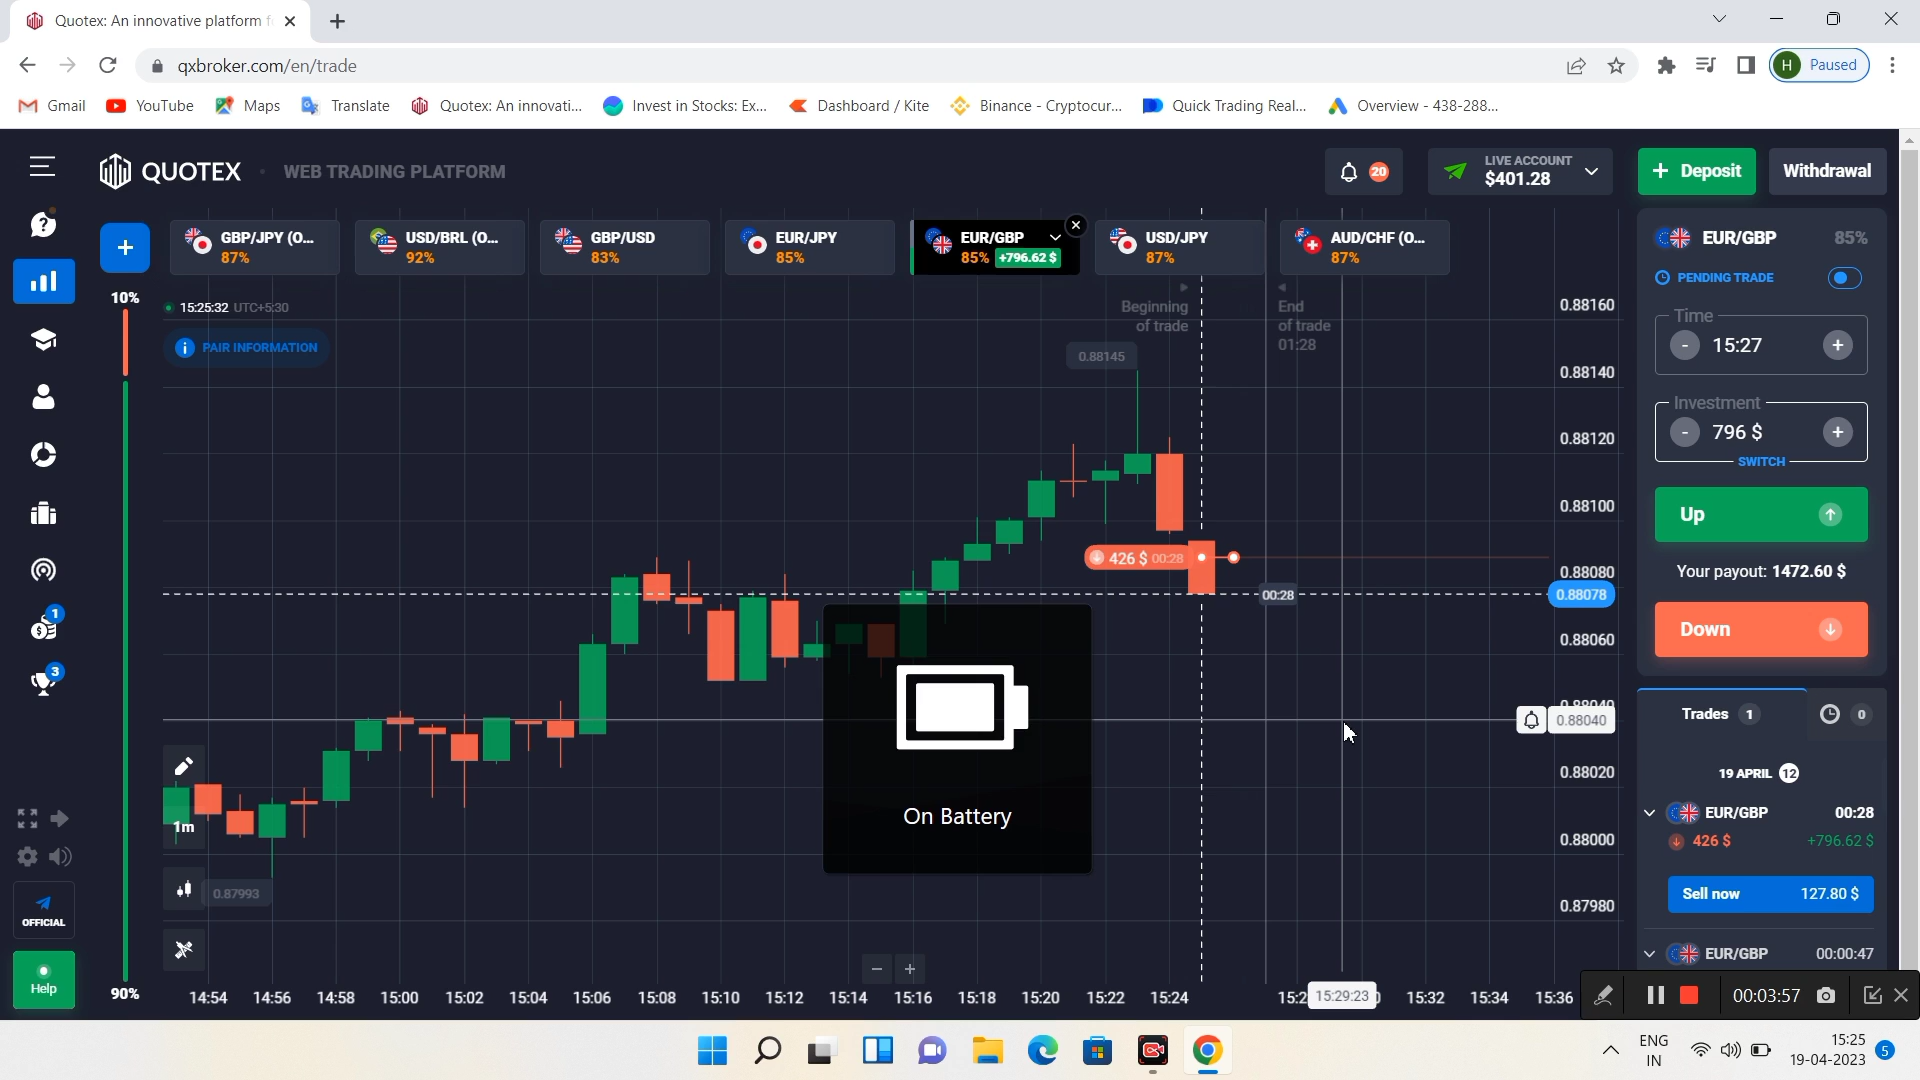 Quotex: An innovative platform f
qxbroker.com/en/trade
H Paused
Gmail YouTube Maps Translate Quotex: An innovati... Invest in Stocks: Ex... Dashboard / Kite Binance - Cryptocur... Quick Trading Real... Overview - 438-288...
QUOTEX · WEB TRADING PLATFORM
20
LIVE ACCOUNT
$401.28
+ Deposit
Withdrawal
+
GBP/JPY (O...
87%
USD/BRL (O...
92%
GBP/USD
83%
EUR/JPY
85%
EUR/GBP
85% +796.62 $
USD/JPY
87%
AUD/CHF (O...
87%
10%
15:25:32 UTC+5:30
PAIR INFORMATION
Beginning
of trade
End
of trade
01:28
0.88145
426 $ 00:28
00:28
0.88160
0.88140
0.88120
0.88100
0.88080
0.88078
0.88060
0.88040
0.88040
0.88020
0.88000
0.87980
On Battery
1m
0.87993
90%
14:54 14:56 14:58 15:00 15:02 15:04 15:06 15:08 15:10 15:12 15:14 15:16 15:18 15:20 15:22 15:24 15:2 15:29:23 15:32 15:34 15:36
1
3
OFFICIAL
Help
EUR/GBP 85%
PENDING TRADE
Time
- 15:27 +
Investment
- 796 $ +
SWITCH
Up
Your payout: 1472.60 $
Down
Trades 1
0
19 APRIL 12
EUR/GBP 00:28
426 $ +796.62 $
Sell now 127.80 $
EUR/GBP 00:00:47
00:03:57
ENG
IN
15:25
19-04-2023
5